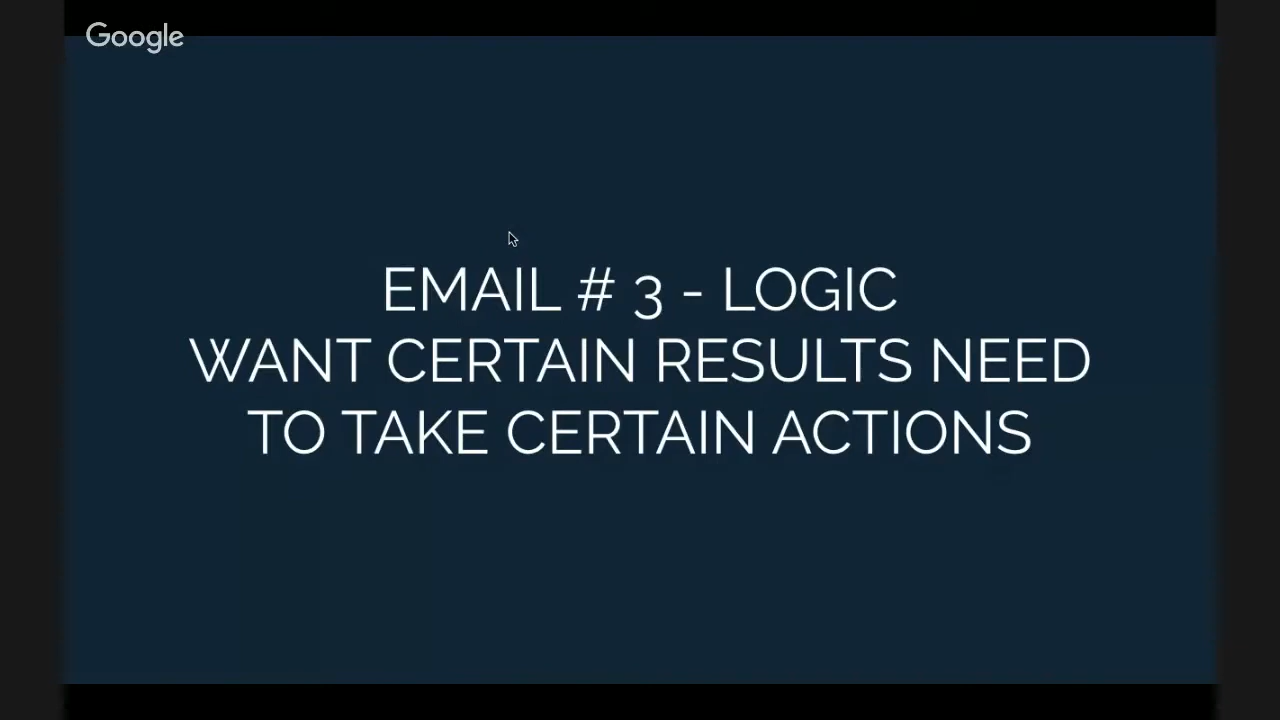 Google
EMAIL # 3 - LOGIC
WANT CERTAIN RESULTS NEED
TO TAKE CERTAIN ACTIONS